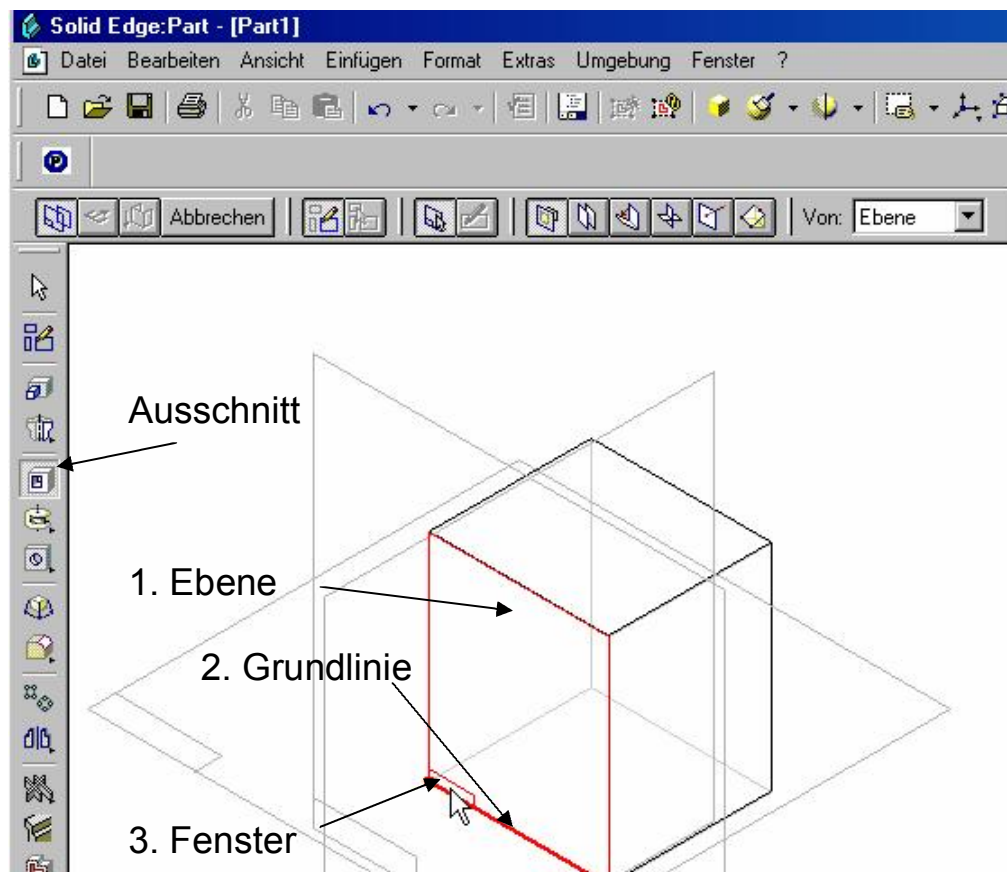 Solid Edge:Part - [Part1]
Datei Bearbeiten Ansicht Einfügen Format Extras Umgebung Fenster ?
P
Abbrechen Von: Ebene
Ausschnitt
1. Ebene
2. Grundlinie
3. Fenster